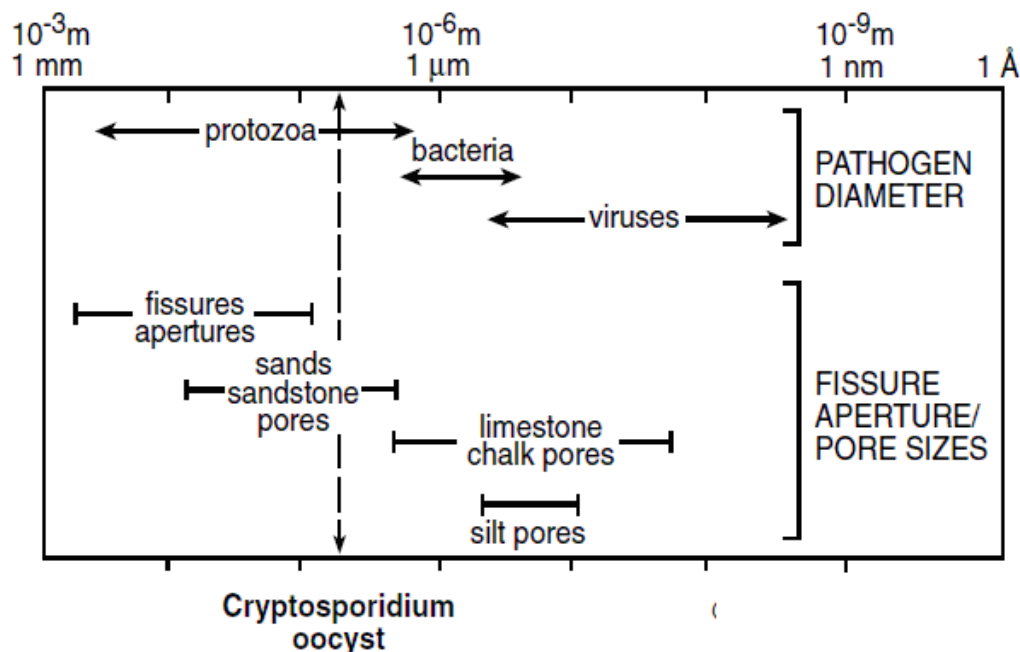 10-3m 10-6m 10-9m
1 mm 1 μm 1 nm 1 Å
protozoa
bacteria
viruses
PATHOGEN
DIAMETER
fissures
apertures
sands
sandstone
pores
limestone
chalk pores
silt pores
FISSURE
APERTURE/
PORE SIZES
Cryptosporidium
oocyst